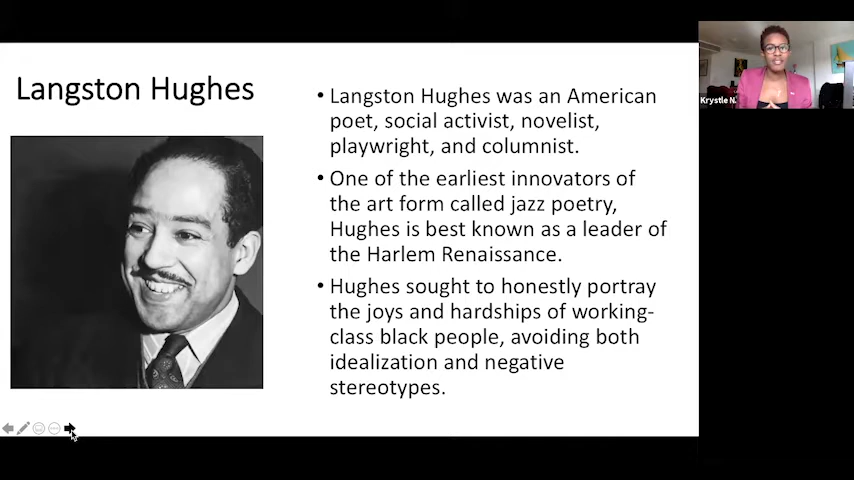 Langston Hughes
• Langston Hughes was an American
poet, social activist, novelist,
playwright, and columnist.
• One of the earliest innovators of
the art form called jazz poetry,
Hughes is best known as a leader of
the Harlem Renaissance.
• Hughes sought to honestly portray
the joys and hardships of working-
class black people, avoiding both
idealization and negative
stereotypes.
Krystle N.